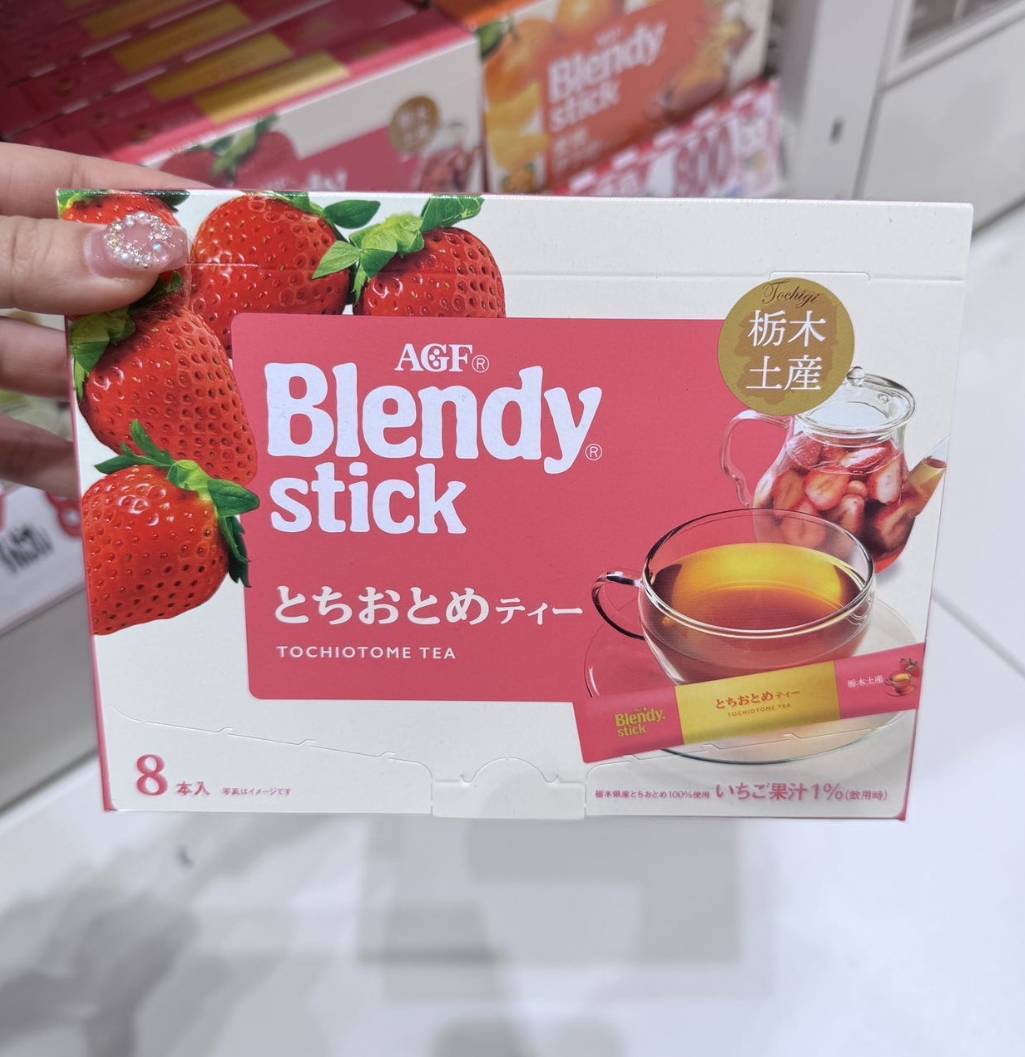 Blendy
stick
800
Tochigi
栃木
土産
AGF®
Blendy®
stick
とちおとめティー
TOCHIOTOME TEA
Blendy
stick
とちおとめティー
TOCHIOTOME TEA
栃木土産
8本入 写真はイメージです
栃木県産とちおとめ100%使用 いちご果汁1%(飲用時)